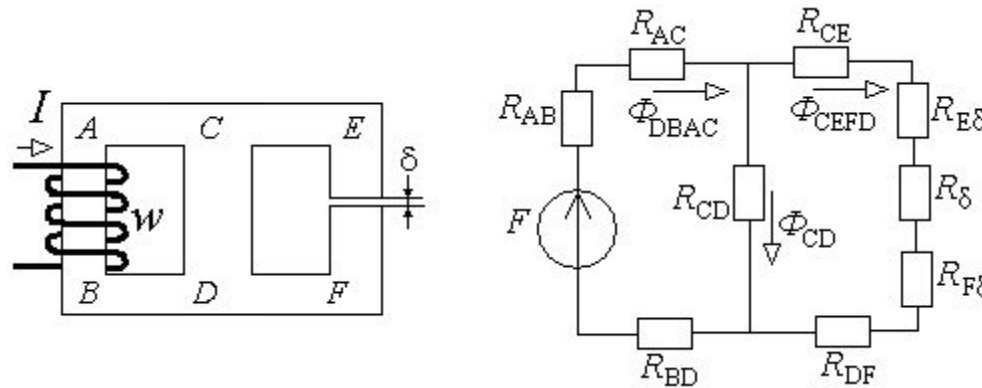 I
A
C
E
δ
w
B
D
F
R_AC
R_CE
R_AB
Φ_DBAC
Φ_CEFD
R_Eδ
R_CD
R_δ
F
Φ_CD
R_Fδ
R_BD
R_DF